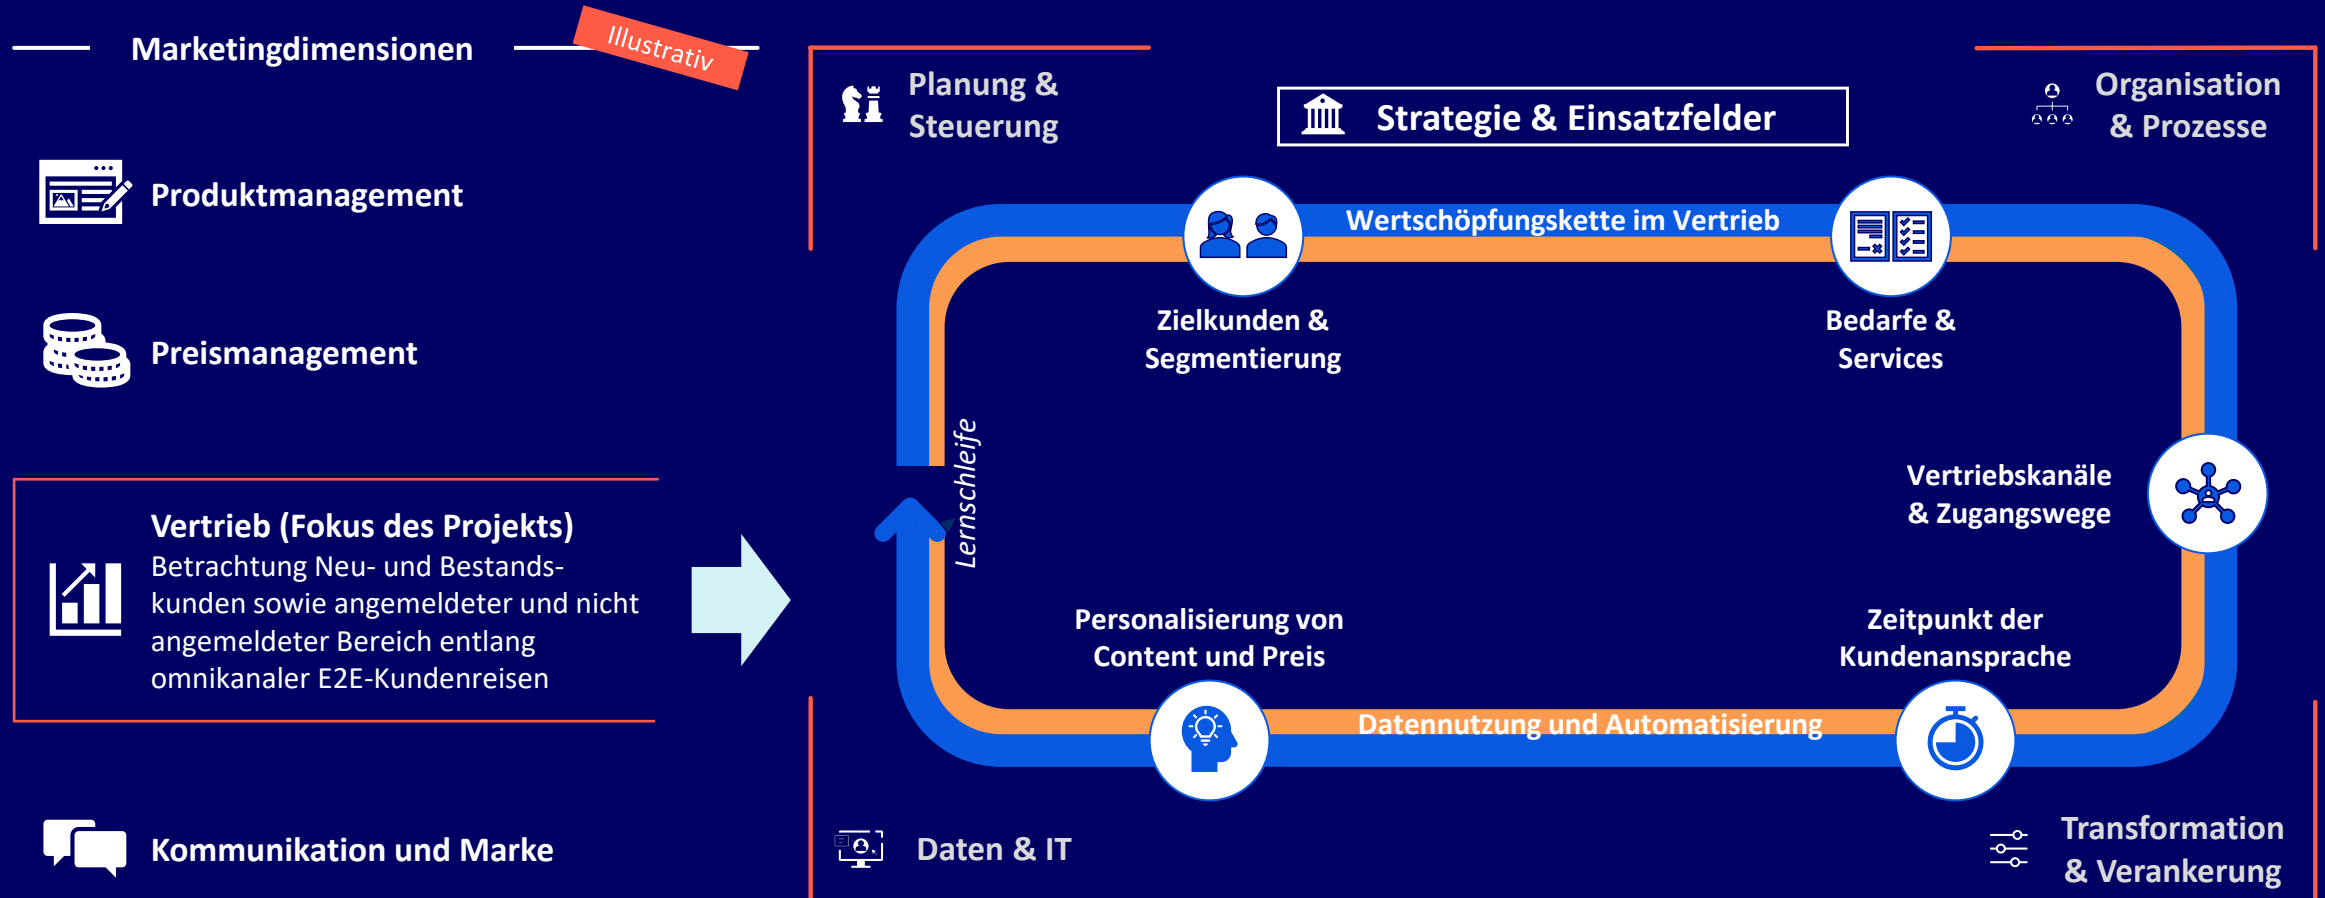 Marketingdimensionen
Illustrativ
Produktmanagement
Preismanagement
Vertrieb (Fokus des Projekts)
Betrachtung Neu- und Bestands-
kunden sowie angemeldeter und nicht
angemeldeter Bereich entlang
omnikanaler E2E-Kundenreisen
Kommunikation und Marke
Planung &
Steuerung
Strategie & Einsatzfelder
Organisation
& Prozesse
Wertschöpfungskette im Vertrieb
Zielkunden &
Segmentierung
Bedarfe &
Services
Vertriebskanäle
& Zugangswege
Lernschleife
Personalisierung von
Content und Preis
Zeitpunkt der
Kundenansprache
Datennutzung und Automatisierung
Daten & IT
Transformation
& Verankerung